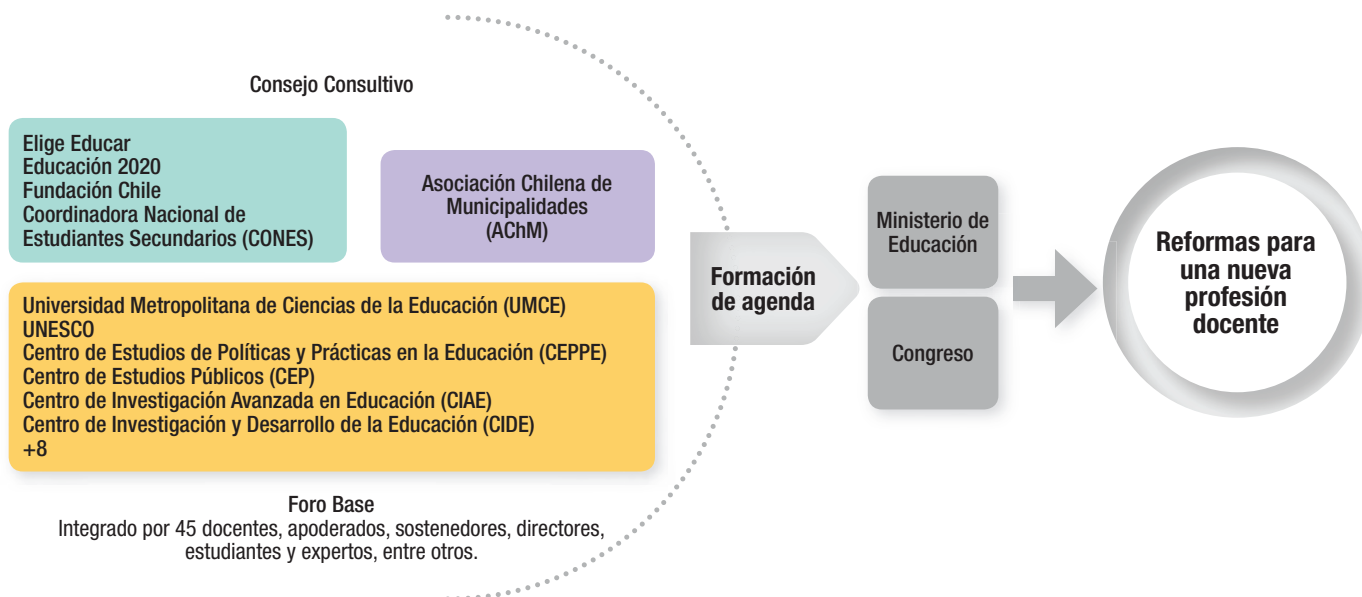 Consejo Consultivo
Elige Educar
Educación 2020
Fundación Chile
Coordinadora Nacional de
Estudiantes Secundarios (CONES)
Asociación Chilena de
Municipalidades
(AChM)
Universidad Metropolitana de Ciencias de la Educación (UMCE)
UNESCO
Centro de Estudios de Políticas y Prácticas en la Educación (CEPPE)
Centro de Estudios Públicos (CEP)
Centro de Investigación Avanzada en Educación (CIAE)
Centro de Investigación y Desarrollo de la Educación (CIDE)
+8
Foro Base
Integrado por 45 docentes, apoderados, sostenedores, directores,
estudiantes y expertos, entre otros.
Formación
de agenda
Ministerio de
Educación
Congreso
Reformas para
una nueva
profesión
docente